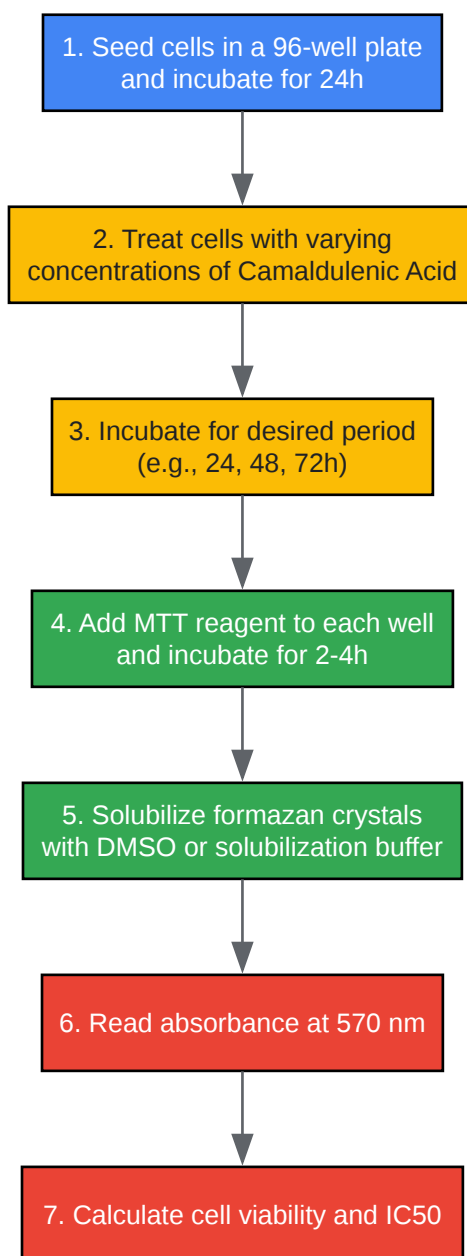 1. Seed cells in a 96-well plate
and incubate for 24h
2. Treat cells with varying
concentrations of Camaldulenic Acid
3. Incubate for desired period
(e.g., 24, 48, 72h)
4. Add MTT reagent to each well
and incubate for 2-4h
5. Solubilize formazan crystals
with DMSO or solubilization buffer
6. Read absorbance at 570 nm
7. Calculate cell viability and IC50